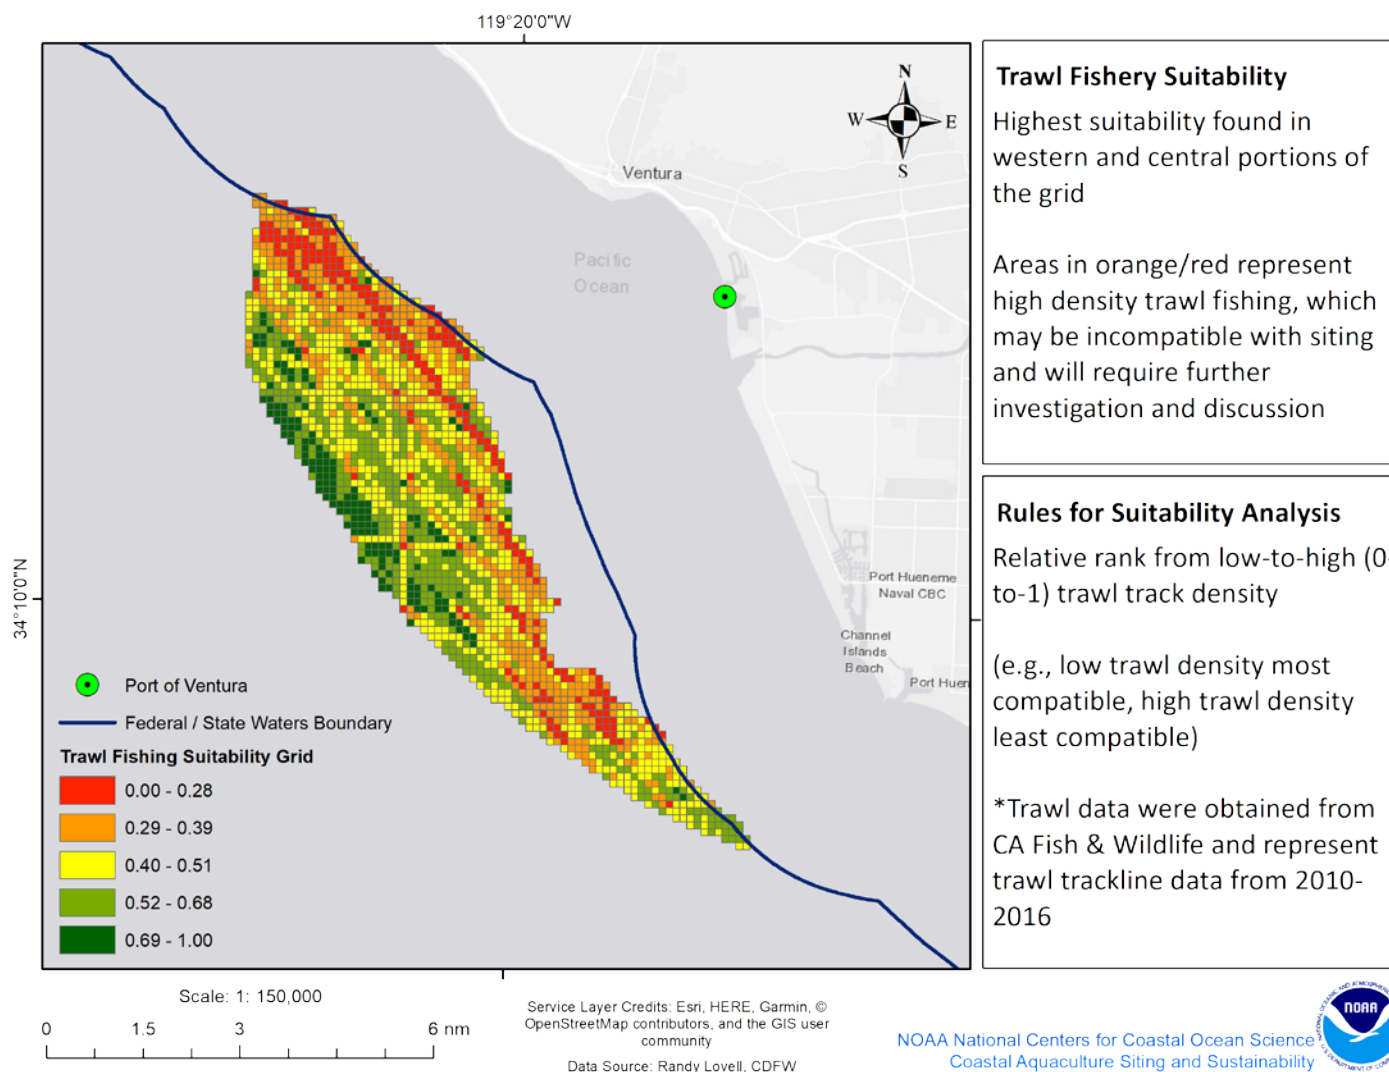 119°20'0"W
N
W
E
S
Ventura
Pacific
Ocean
34°10'0"N
Port Hueneme
Naval CBC
Channel
Islands
Beach
Port Huen
Port of Ventura
Federal / State Waters Boundary
Trawl Fishing Suitability Grid
0.00 - 0.28
0.29 - 0.39
0.40 - 0.51
0.52 - 0.68
0.69 - 1.00
Trawl Fishery Suitability
Highest suitability found in
western and central portions of
the grid
Areas in orange/red represent
high density trawl fishing, which
may be incompatible with siting
and will require further
investigation and discussion
Rules for Suitability Analysis
Relative rank from low-to-high (0-
to-1) trawl track density
(e.g., low trawl density most
compatible, high trawl density
least compatible)
*Trawl data were obtained from
CA Fish & Wildlife and represent
trawl trackline data from 2010-
2016
Scale: 1: 150,000
0 1.5 3 6 nm
Service Layer Credits: Esri, HERE, Garmin, ©
OpenStreetMap contributors, and the GIS user
community
Data Source: Randy Lovell, CDFW
NOAA National Centers for Coastal Ocean Science
Coastal Aquaculture Siting and Sustainability
NOAA